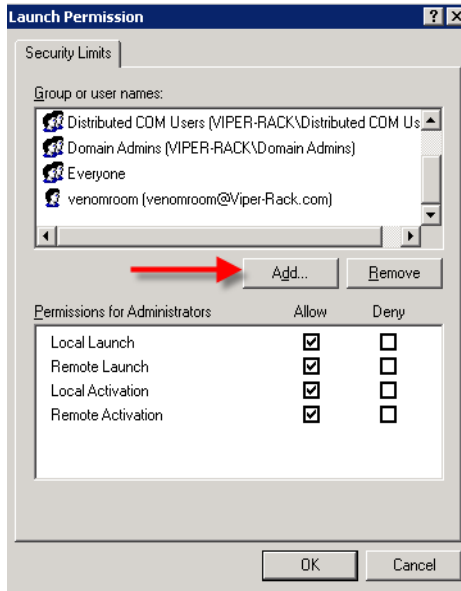 Launch Permission
Security Limits
Group or user names:
Distributed COM Users (VIPER-RACK\Distributed COM Us
Domain Admins (VIPER-RACK\Domain Admins)
Everyone
venomroom (venomroom@Viper-Rack.com)
Add... Remove
Permissions for Administrators Allow Deny
Local Launch
Remote Launch
Local Activation
Remote Activation
OK Cancel